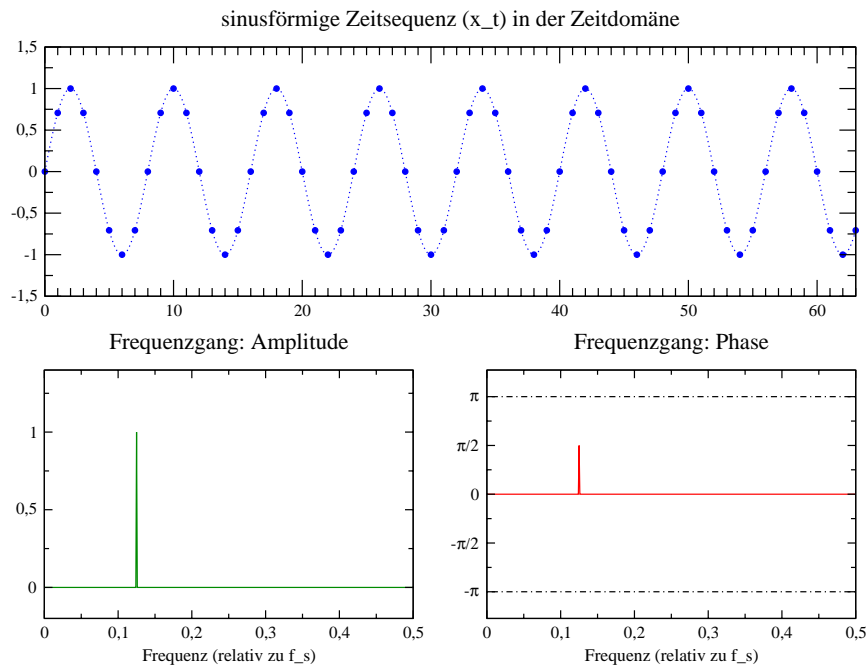 sinusförmige Zeitsequenz (x_t) in der Zeitdomäne
1,5
1
0,5
0
-0,5
-1
-1,5
0 10 20 30 40 50 60
Frequenzgang: Amplitude
1
0,5
0
0 0,1 0,2 0,3 0,4 0,5
Frequenz (relativ zu f_s)
Frequenzgang: Phase
π
π/2
0
-π/2
-π
0 0,1 0,2 0,3 0,4 0,5
Frequenz (relativ zu f_s)